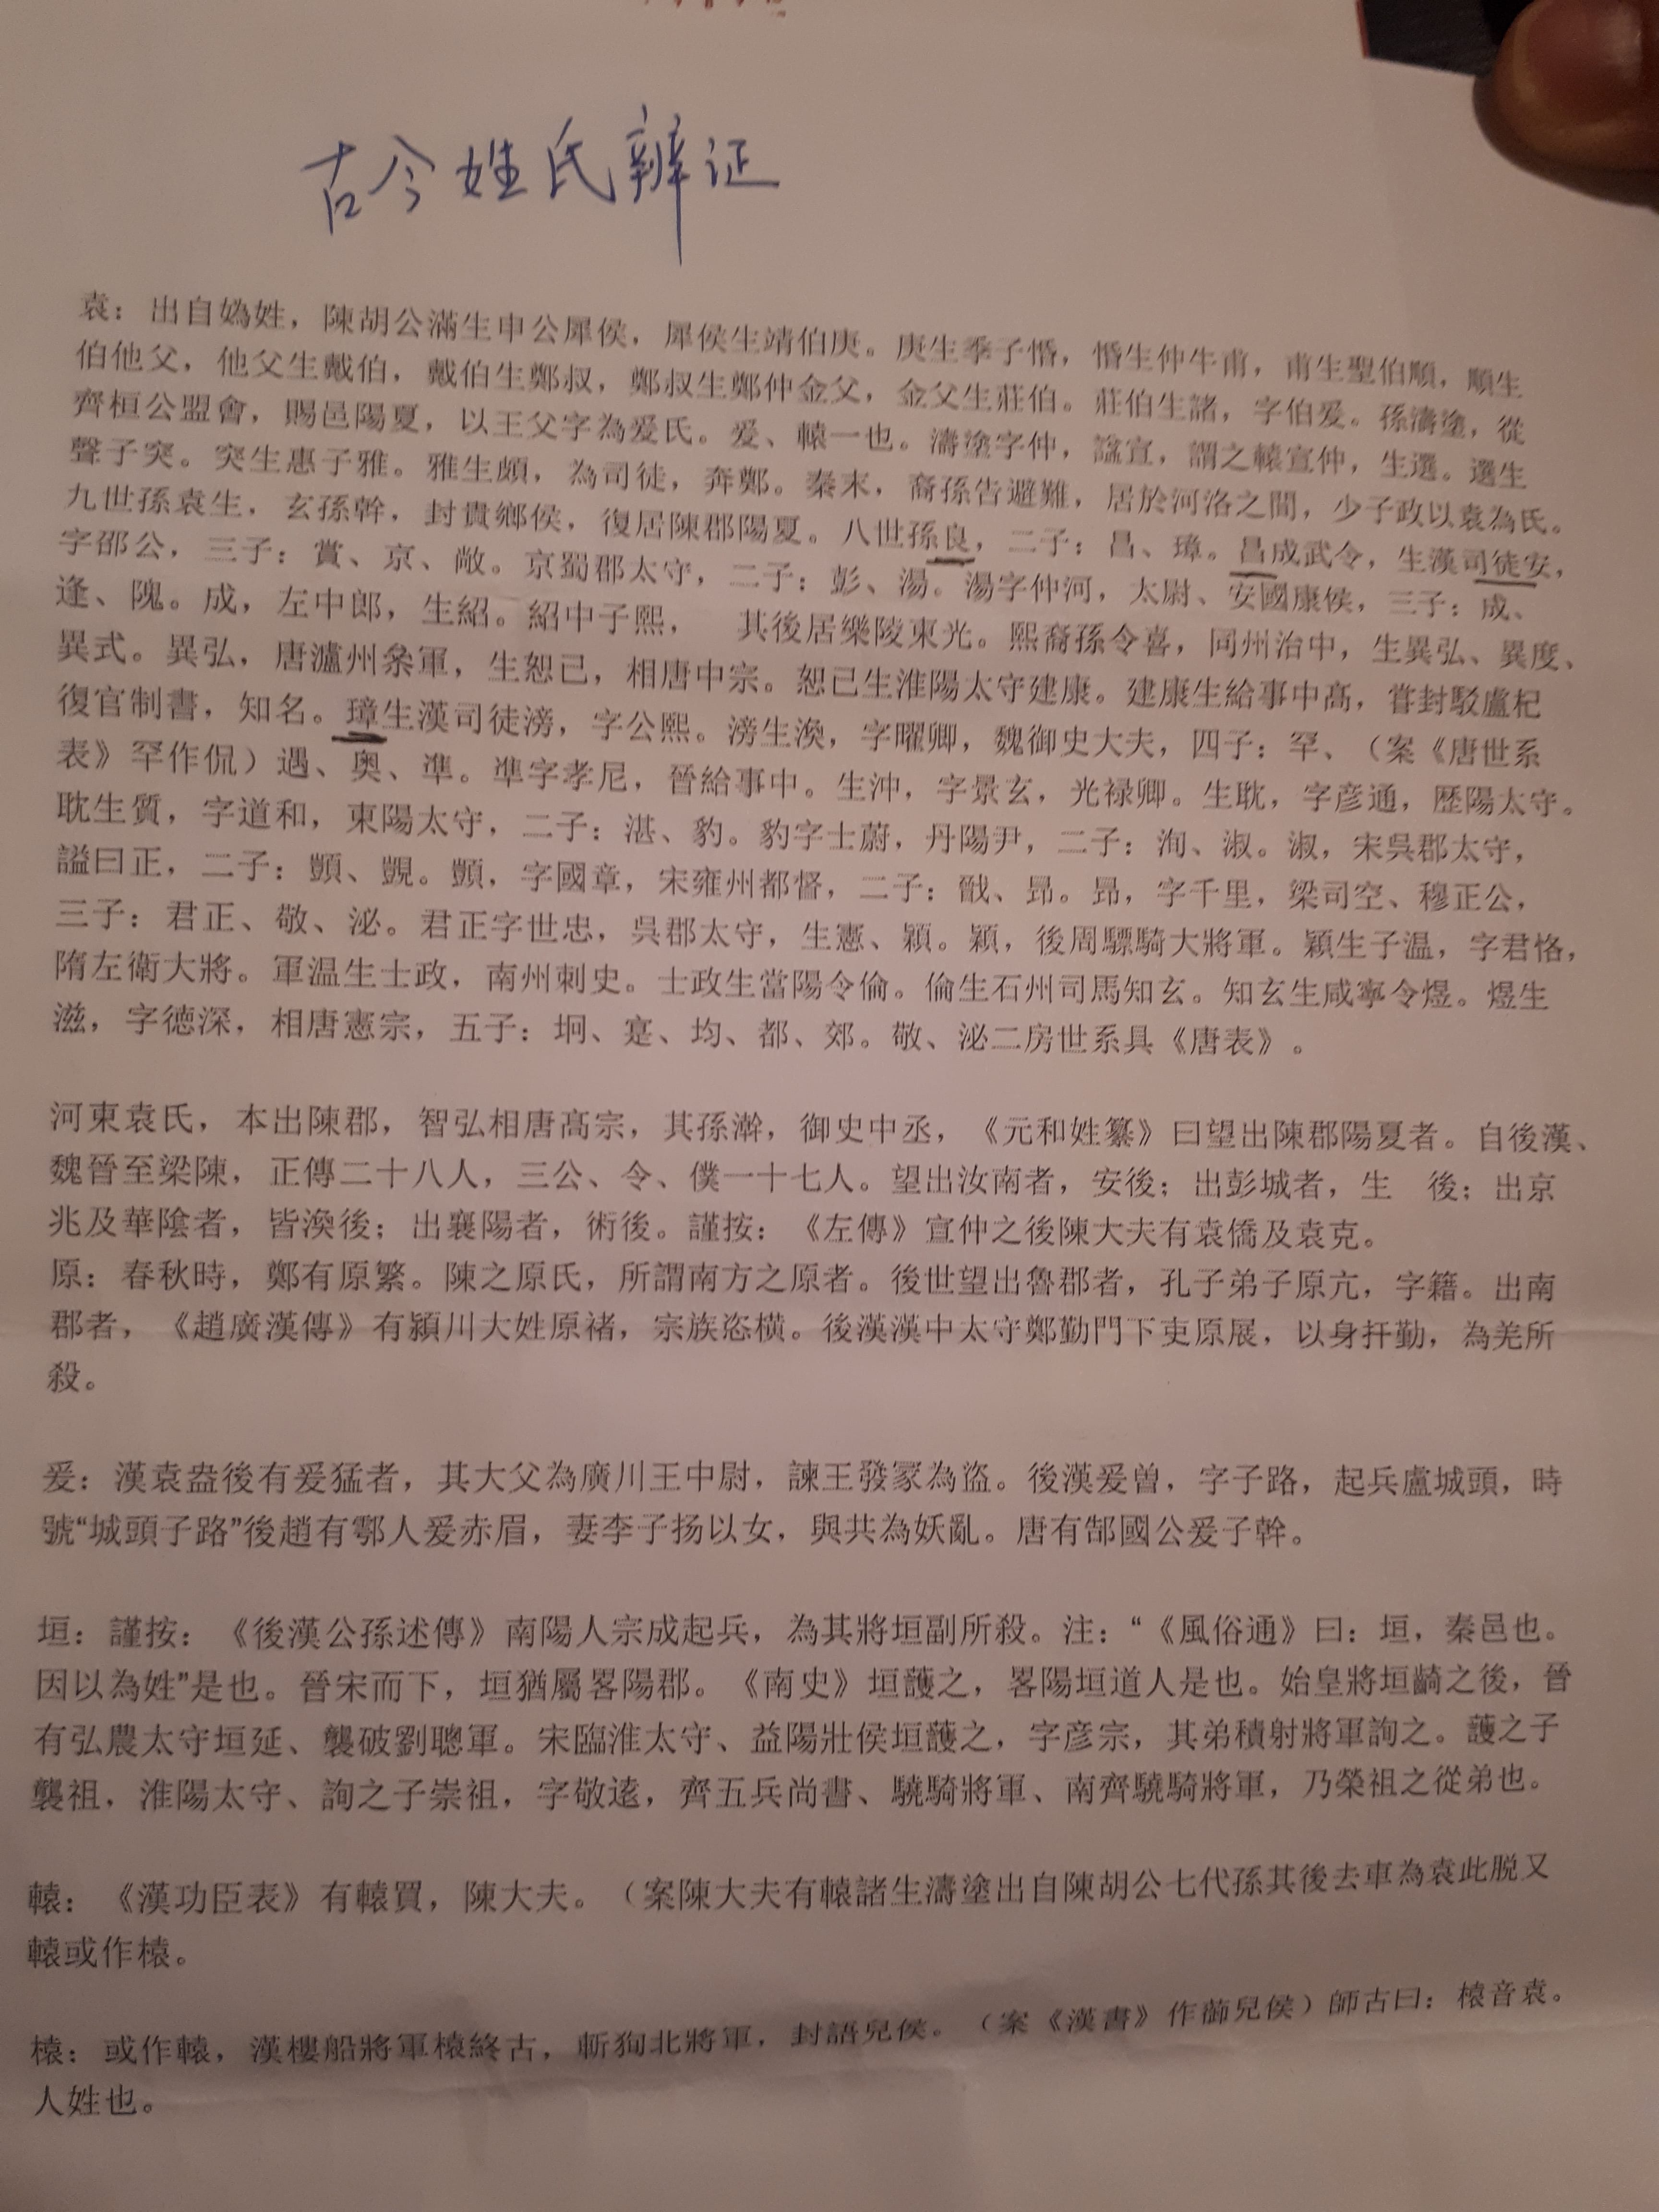 古今姓氏辨证
袁：出自媯姓，陳胡公滿生申公犀侯，犀侯生靖伯庚。庚生季子惛，惛生仲牛甫，甫生聖伯順，順生
伯他父，他父生戴伯，戴伯生鄭叔，鄭叔生鄭仲金父，金父生莊伯。莊伯生諸，字伯爰。孫濤塗，從
齊桓公盟會，賜邑陽夏，以王父字為爰氏。爰、轅一也。濤塗字仲，諡宣，謂之轅宣仲，生選。選生
聲子突。突生惠子雅。雅生頗，為司徒，奔鄭。秦末，裔孫告避難，居於河洛之間，少子政以袁為氏。
九世孫袁生，玄孫幹，封貴鄉侯，復居陳郡陽夏。八世孫良，二子：昌、璋。昌成武令，生漢司徒安，
字邵公，三子：賞、京、敞。京蜀郡太守，二子：彭、湯。湯字仲河，太尉、安國康侯，三子：成、
逢、隗。成，左中郎，生紹。紹中子熙，　其後居樂陵東光。熙裔孫令喜，同州治中，生異弘、異度、
異式。異弘，唐瀘州叅軍，生恕已，相唐中宗。恕已生淮陽太守建康。建康生給事中髙，嘗封駁盧杞
復官制書，知名。璋生漢司徒滂，字公熙。滂生渙，字曜卿，魏御史大夫，四子：罕、（案《唐世系
表》罕作侃）遇、奥、凖。凖字孝尼，晉給事中。生沖，字景玄，光禄卿。生耽，字彦通，歴陽太守。
耽生質，字道和，東陽太守，二子：湛、豹。豹字士蔚，丹陽尹，二子：洵、淑。淑，宋吳郡太守，
謚曰正，二子：顗、覬。顗，字國章，宋雍州都督，二子：戩、昂。昂，字千里，梁司空、穆正公，
三子：君正、敬、泌。君正字世忠，吳郡太守，生憲、穎。穎，後周驃騎大將軍。穎生子温，字君恪，
隋左衛大將。軍温生士政，南州刺史。士政生當陽令倫。倫生石州司馬知玄。知玄生咸寧令煜。煜生
滋，字徳深，相唐憲宗，五子：坰、寔、均、都、郊。敬、泌二房世系具《唐表》。
河東袁氏，本出陳郡，智弘相唐髙宗，其孫澣，御史中丞，《元和姓纂》曰望出陳郡陽夏者。自後漢、
魏晉至梁陳，正傳二十八人，三公、令、僕一十七人。望出汝南者，安後；出彭城者，生　後；出京
兆及華陰者，皆渙後；出襄陽者，術後。謹按：《左傳》宣仲之後陳大夫有袁僑及袁克。
原：春秋時，鄭有原繁。陳之原氏，所謂南方之原者。後世望出魯郡者，孔子弟子原亢，字籍。出南
郡者，《趙廣漢傳》有潁川大姓原褚，宗族恣橫。後漢漢中太守鄭勤門下吏原展，以身扞勤，為羌所
殺。
爰：漢袁盎後有爰猛者，其大父為廣川王中尉，諫王發冡為盜。後漢爰曽，字子路，起兵盧城頭，時
號“城頭子路”後趙有鄠人爰赤眉，妻李子扬以女，與共為妖亂。唐有郜國公爰子幹。
垣：謹按：《後漢公孫述傳》南陽人宗成起兵，為其將垣副所殺。注：“《風俗通》曰：垣，秦邑也。
因以為姓”是也。晉宋而下，垣猶屬畧陽郡。《南史》垣護之，畧陽垣道人是也。始皇將垣齮之後，晉
有弘農太守垣延、襲破劉聰軍。宋臨淮太守、益陽壯侯垣護之，字彦宗，其弟積射將軍詢之。護之子
襲祖，淮陽太守、詢之子崇祖，字敬逺，齊五兵尚書、驍騎將軍、南齊驍騎將軍，乃榮祖之從弟也。
轅：《漢功臣表》有轅買，陳大夫。（案陳大夫有轅諸生濤塗出自陳胡公七代孫其後去車為袁此脱又
轅或作榬。
榬：或作轅，漢樓船將軍榬終古，斬狥北將軍，封語兒侯。（案《漢書》作蘌兒侯）師古曰：榬音袁。
人姓也。